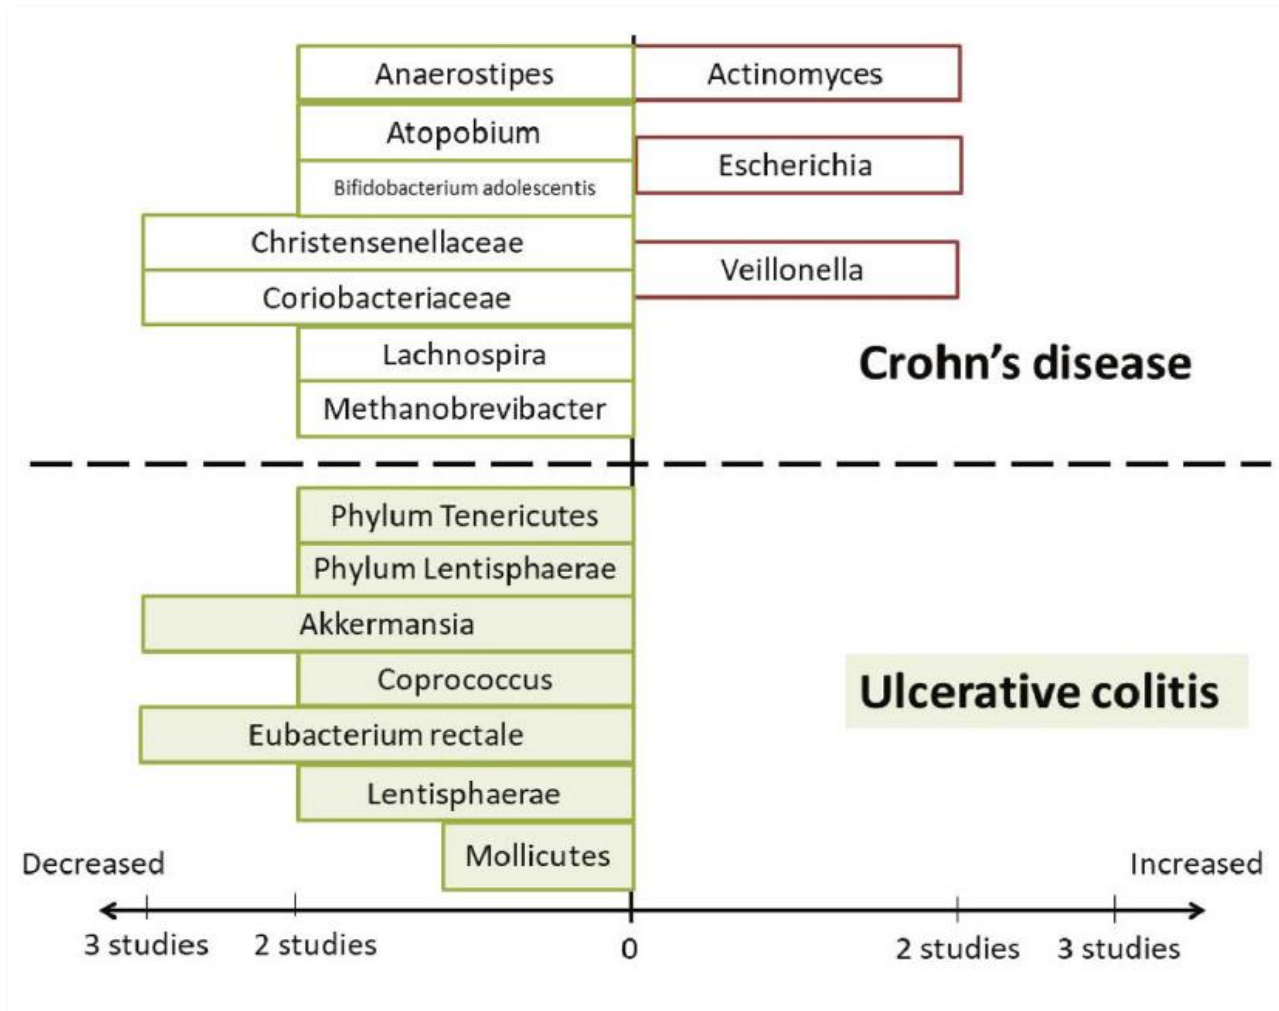 Anaerostipes
Actinomyces
Atopobium
Escherichia
Bifidobacterium adolescentis
Christensenellaceae
Veillonella
Coriobacteriaceae
Lachnospira
Crohn’s disease
Methanobrevibacter
Phylum Tenericutes
Phylum Lentisphaerae
Akkermansia
Coprococcus
Ulcerative colitis
Eubacterium rectale
Lentisphaerae
Mollicutes
Decreased
Increased
3 studies
2 studies
0
2 studies
3 studies